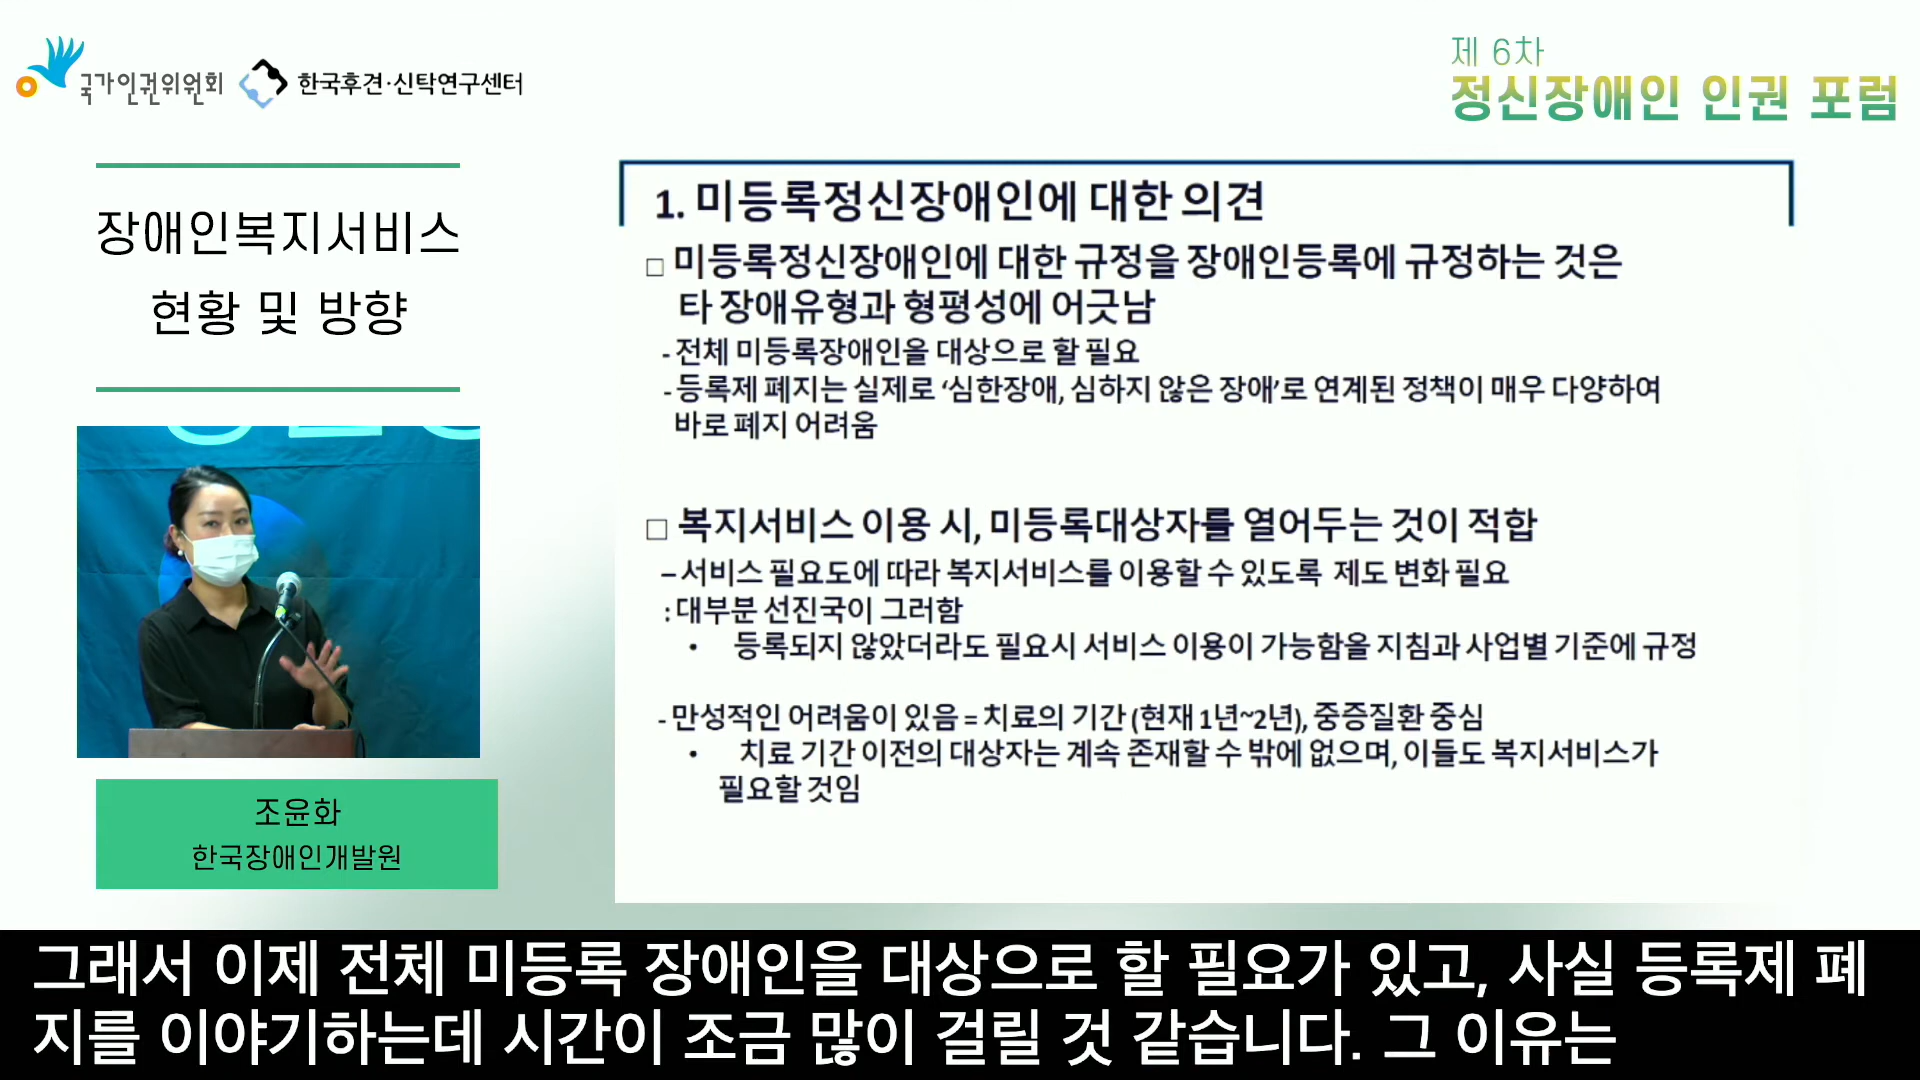 국가인권위원회 한국후견·신탁연구센터
제 6차
정신장애인 인권 포럼
장애인복지서비스
현황 및 방향
조윤화
한국장애인개발원
1. 미등록정신장애인에 대한 의견
□ 미등록정신장애인에 대한 규정을 장애인등록에 규정하는 것은
타 장애유형과 형평성에 어긋남
- 전체 미등록장애인을 대상으로 할 필요
- 등록제 폐지는 실제로 ‘심한장애, 심하지 않은 장애’로 연계된 정책이 매우 다양하여
바로 폐지 어려움
□ 복지서비스 이용 시, 미등록대상자를 열어두는 것이 적합
– 서비스 필요도에 따라 복지서비스를 이용할 수 있도록 제도 변화 필요
: 대부분 선진국이 그러함
• 등록되지 않았더라도 필요시 서비스 이용이 가능함을 지침과 사업별 기준에 규정
- 만성적인 어려움이 있음 = 치료의 기간 (현재 1년~2년), 중증질환 중심
• 치료 기간 이전의 대상자는 계속 존재할 수 밖에 없으며, 이들도 복지서비스가
필요할 것임
그래서 이제 전체 미등록 장애인을 대상으로 할 필요가 있고, 사실 등록제 폐
지를 이야기하는데 시간이 조금 많이 걸릴 것 같습니다. 그 이유는